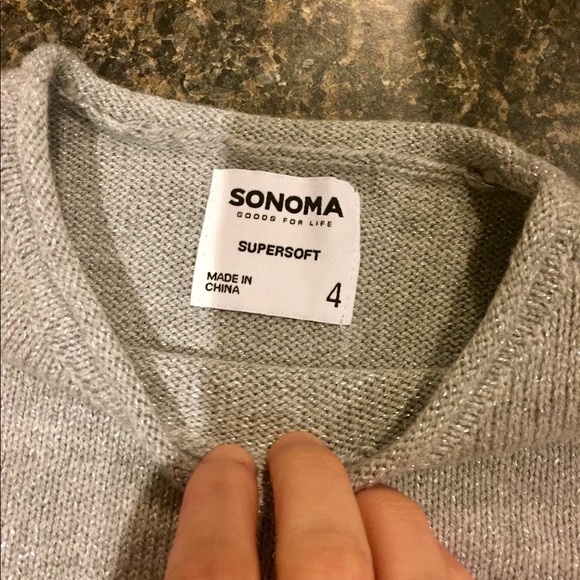 SONOMA
GOODS FOR LIFE
SUPERSOFT
MADE IN
CHINA
4